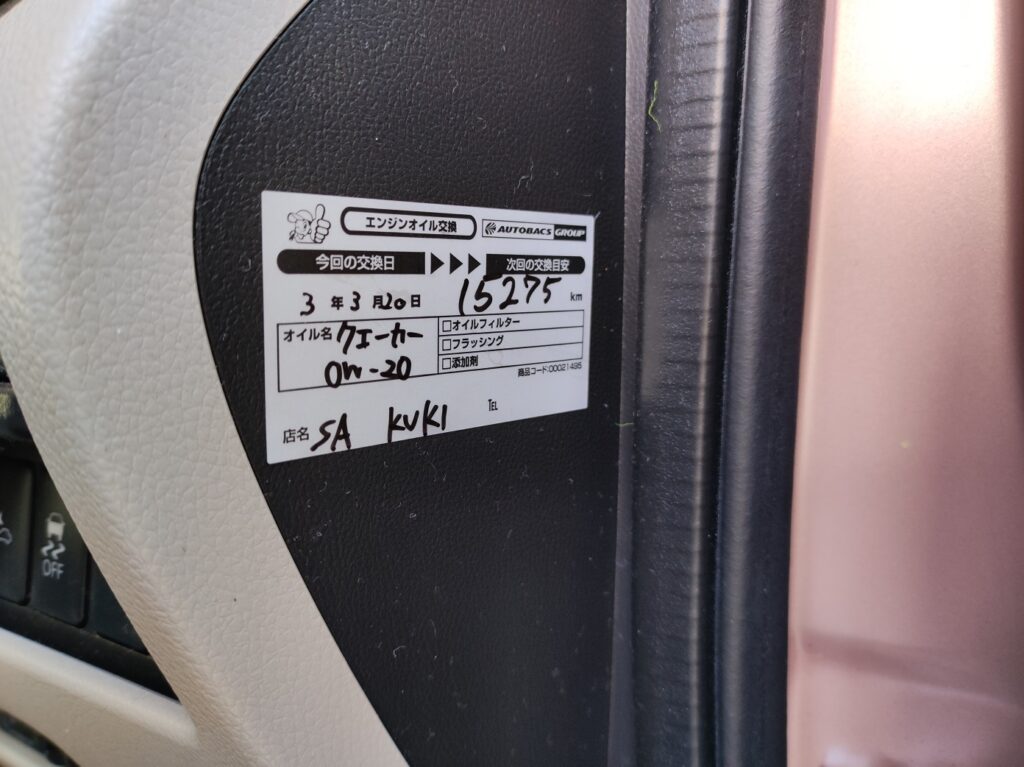 エンジンオイル交換 AUTOBACS GROUP
今回の交換日 次回の交換目安
3年3月20日 15275 km
オイル名 クエーカー
0W-20
□オイルフィルター
□フラッシング
□添加剤
商品コード:00021495
店名 SA KUKI TEL
OFF